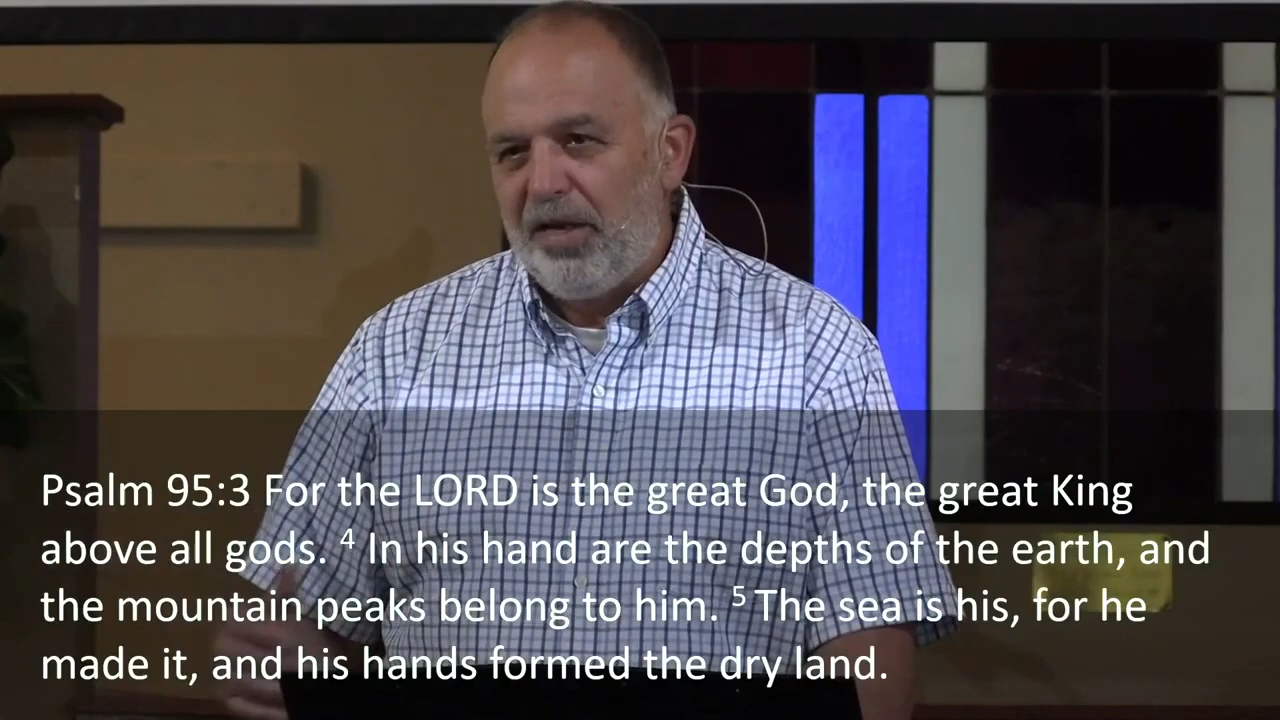 Psalm 95:3 For the LORD is the great God, the great King
above all gods. ⁴ In his hand are the depths of the earth, and
the mountain peaks belong to him. ⁵ The sea is his, for he
made it, and his hands formed the dry land.